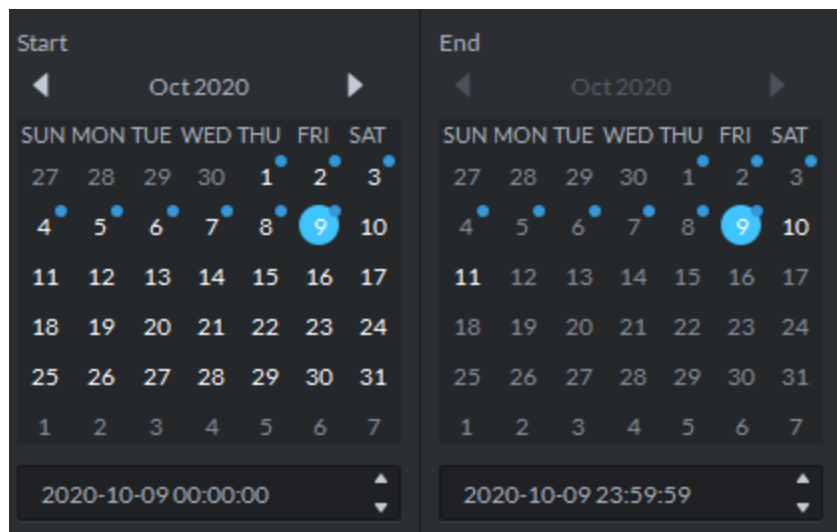 Start
Oct 2020
SUN MON TUE WED THU FRI SAT
27 28 29 30 1 2 3
4 5 6 7 8 9 10
11 12 13 14 15 16 17
18 19 20 21 22 23 24
25 26 27 28 29 30 31
1 2 3 4 5 6 7
2020-10-09 00:00:00
End
Oct 2020
SUN MON TUE WED THU FRI SAT
27 28 29 30 1 2 3
4 5 6 7 8 9 10
11 12 13 14 15 16 17
18 19 20 21 22 23 24
25 26 27 28 29 30 31
1 2 3 4 5 6 7
2020-10-09 23:59:59